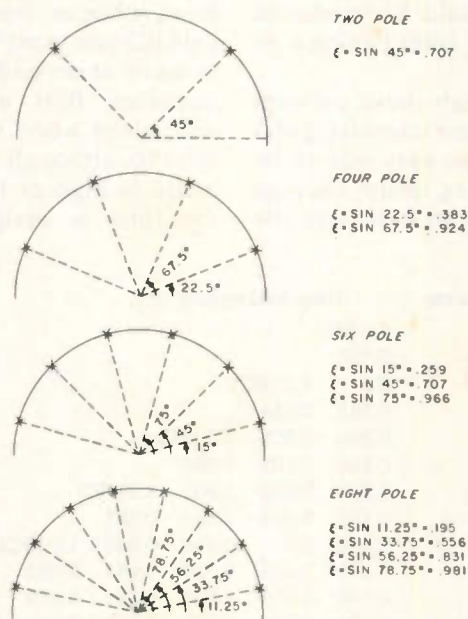 TWO POLE
ξ = SIN 45° = .707
45°
FOUR POLE
ξ = SIN 22.5° = .383
ξ = SIN 67.5° = .924
67.5°
22.5°
SIX POLE
ξ = SIN 15° = .259
ξ = SIN 45° = .707
ξ = SIN 75° = .966
75°
45°
15°
EIGHT POLE
ξ = SIN 11.25° = .195
ξ = SIN 33.75° = .556
ξ = SIN 56.25° = .831
ξ = SIN 78.75° = .981
78.75°
56.25°
33.75°
11.25°